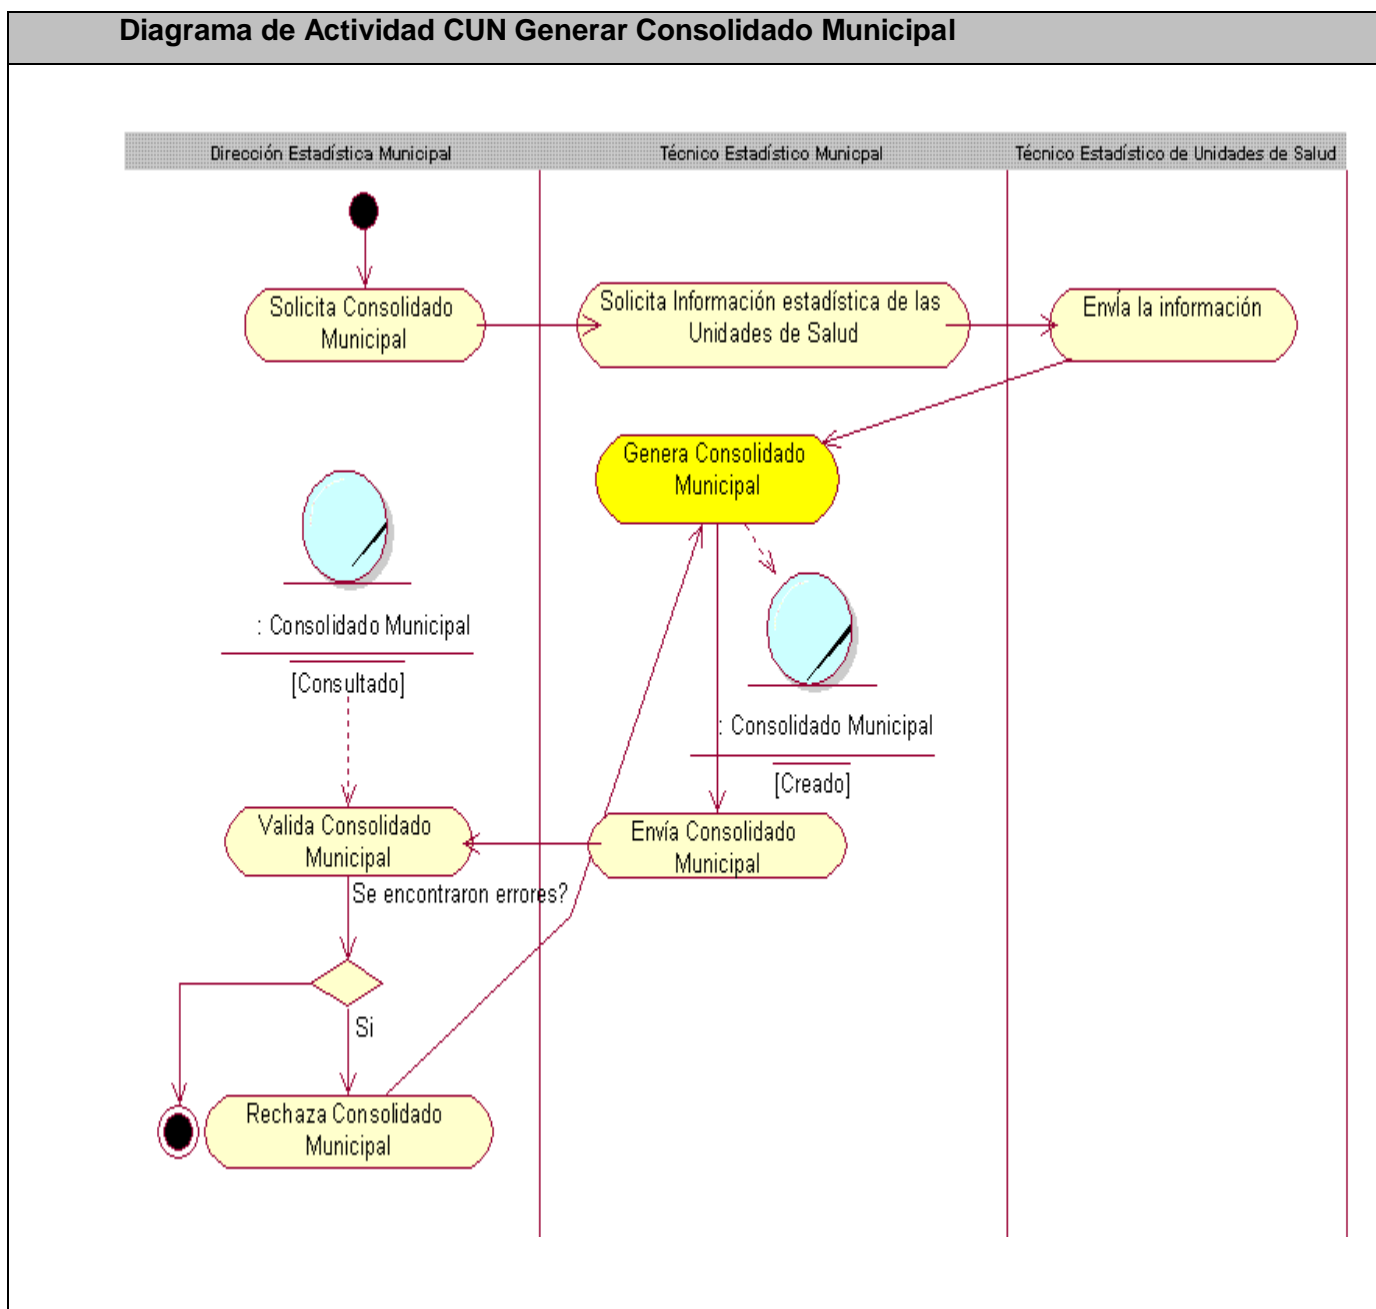 Diagrama de Actividad CUN Generar Consolidado Municipal
Dirección Estadística Municipal
Técnico Estadístico Municpal
Técnico Estadístico de Unidades de Salud
Solicita Consolidado
Municipal
Solicita Información estadística de las
Unidades de Salud
Envía la información
Genera Consolidado
Municipal
: Consolidado Municipal
[Consultado]
: Consolidado Municipal
[Creado]
Valida Consolidado
Municipal
Envía Consolidado
Municipal
Se encontraron errores?
Si
Rechaza Consolidado
Municipal